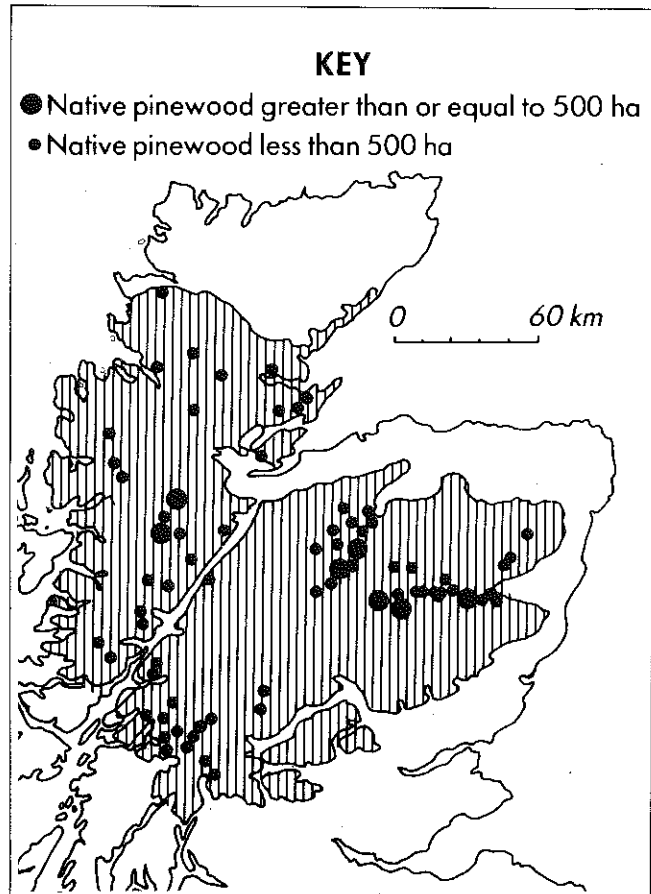 KEY
Native pinewood greater than or equal to 500 ha
Native pinewood less than 500 ha
0 60 km